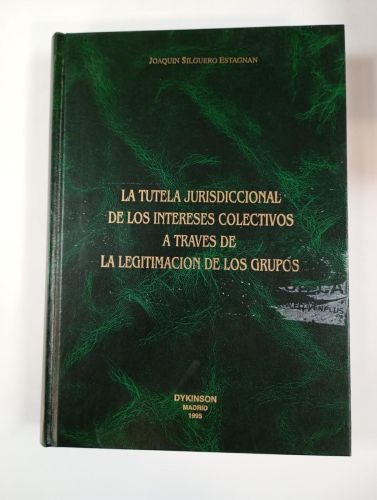 JOAQUIN SILGUERO ESTAGNAN
LA TUTELA JURISDICCIONAL
DE LOS INTERESES COLECTIVOS
A TRAVES DE
LA LEGITIMACION DE LOS GRUPOS
DYKINSON
MADRID
1995